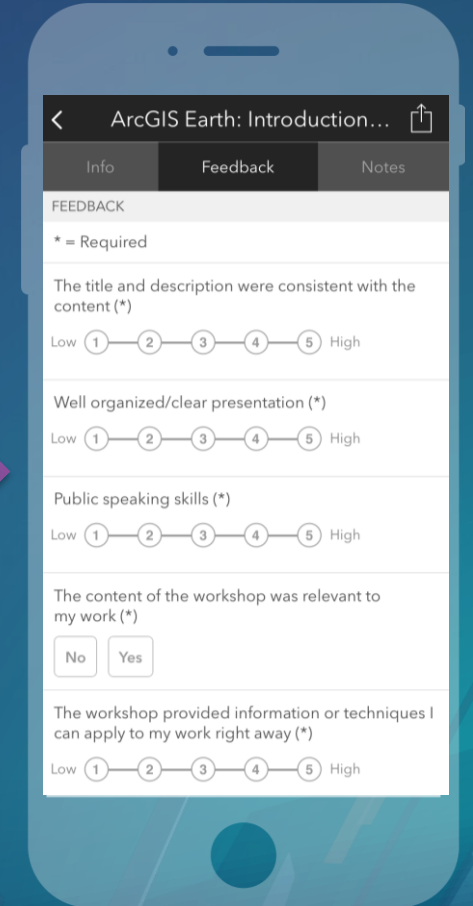 ArcGIS Earth: Introduction...
Info Feedback Notes
FEEDBACK
* = Required
The title and description were consistent with the
content (*)
Low 1 2 3 4 5 High
Well organized/clear presentation (*)
Low 1 2 3 4 5 High
Public speaking skills (*)
Low 1 2 3 4 5 High
The content of the workshop was relevant to
my work (*)
No Yes
The workshop provided information or techniques I
can apply to my work right away (*)
Low 1 2 3 4 5 High